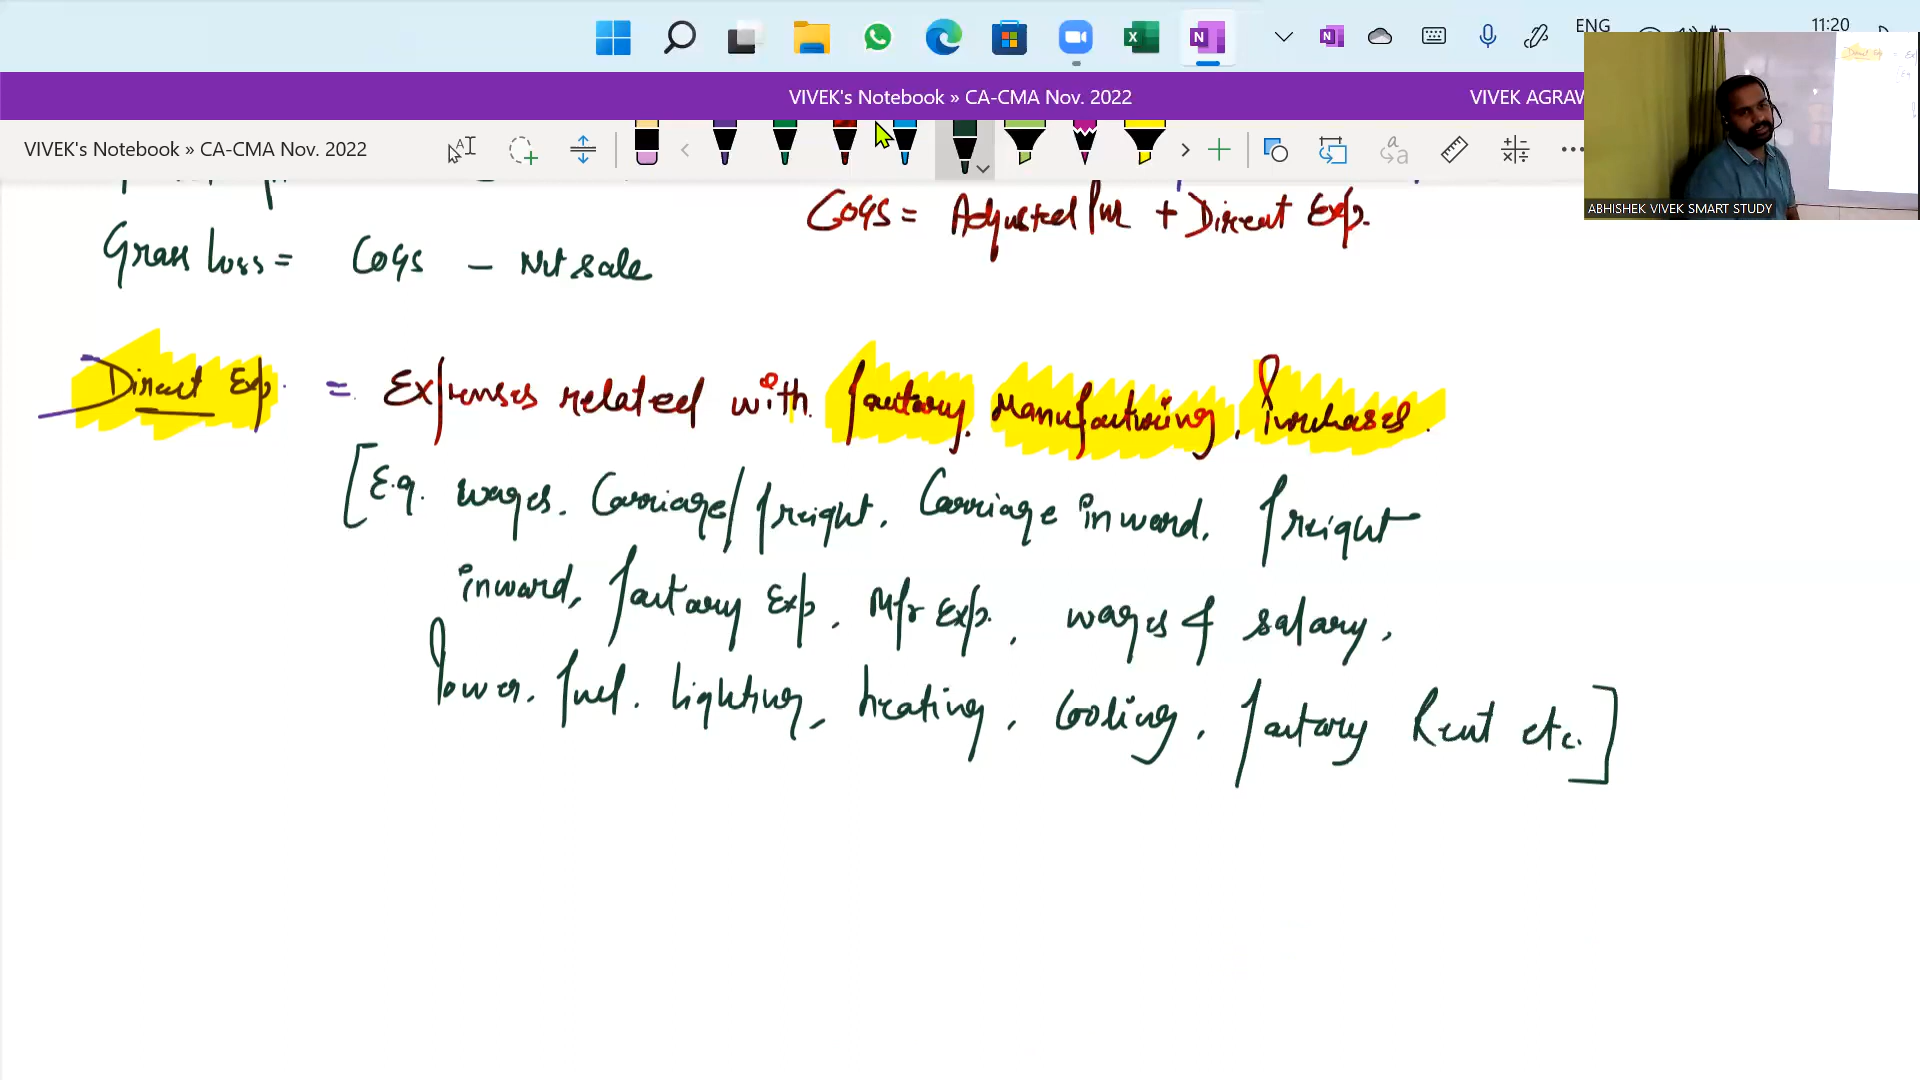 ENG
11:20
VIVEK's Notebook » CA-CMA Nov. 2022
VIVEK AGRAW
VIVEK's Notebook » CA-CMA Nov. 2022
ABHISHEK VIVEK SMART STUDY
COGS = Adjusted Pur + Direct Exp.
Gross Loss = COGS - Net sale
Direct Exp. = Expenses related with factory, Manufacturing, Purchases.
[E.g. wages, Carriage/freight, Carriage inward, freight
inward, factory Exp, Mfr Exp., wages & salary,
Power, fuel, lighting, heating, Cooling, factory Rent etc.]